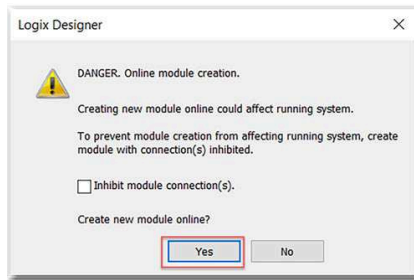 Logix Designer
DANGER. Online module creation.
Creating new module online could affect running system.
To prevent module creation from affecting running system, create
module with connection(s) inhibited.
Inhibit module connection(s).
Create new module online?
Yes No